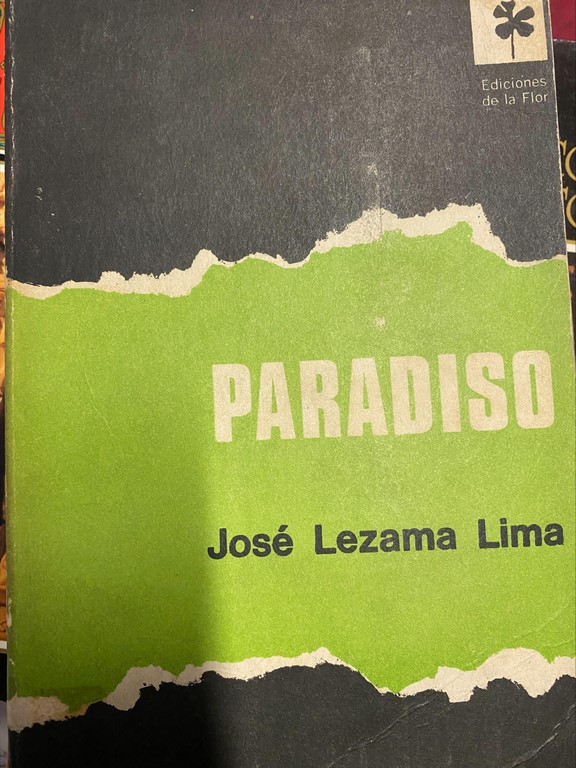 Ediciones
de la Flor
PARADISO
José Lezama Lima